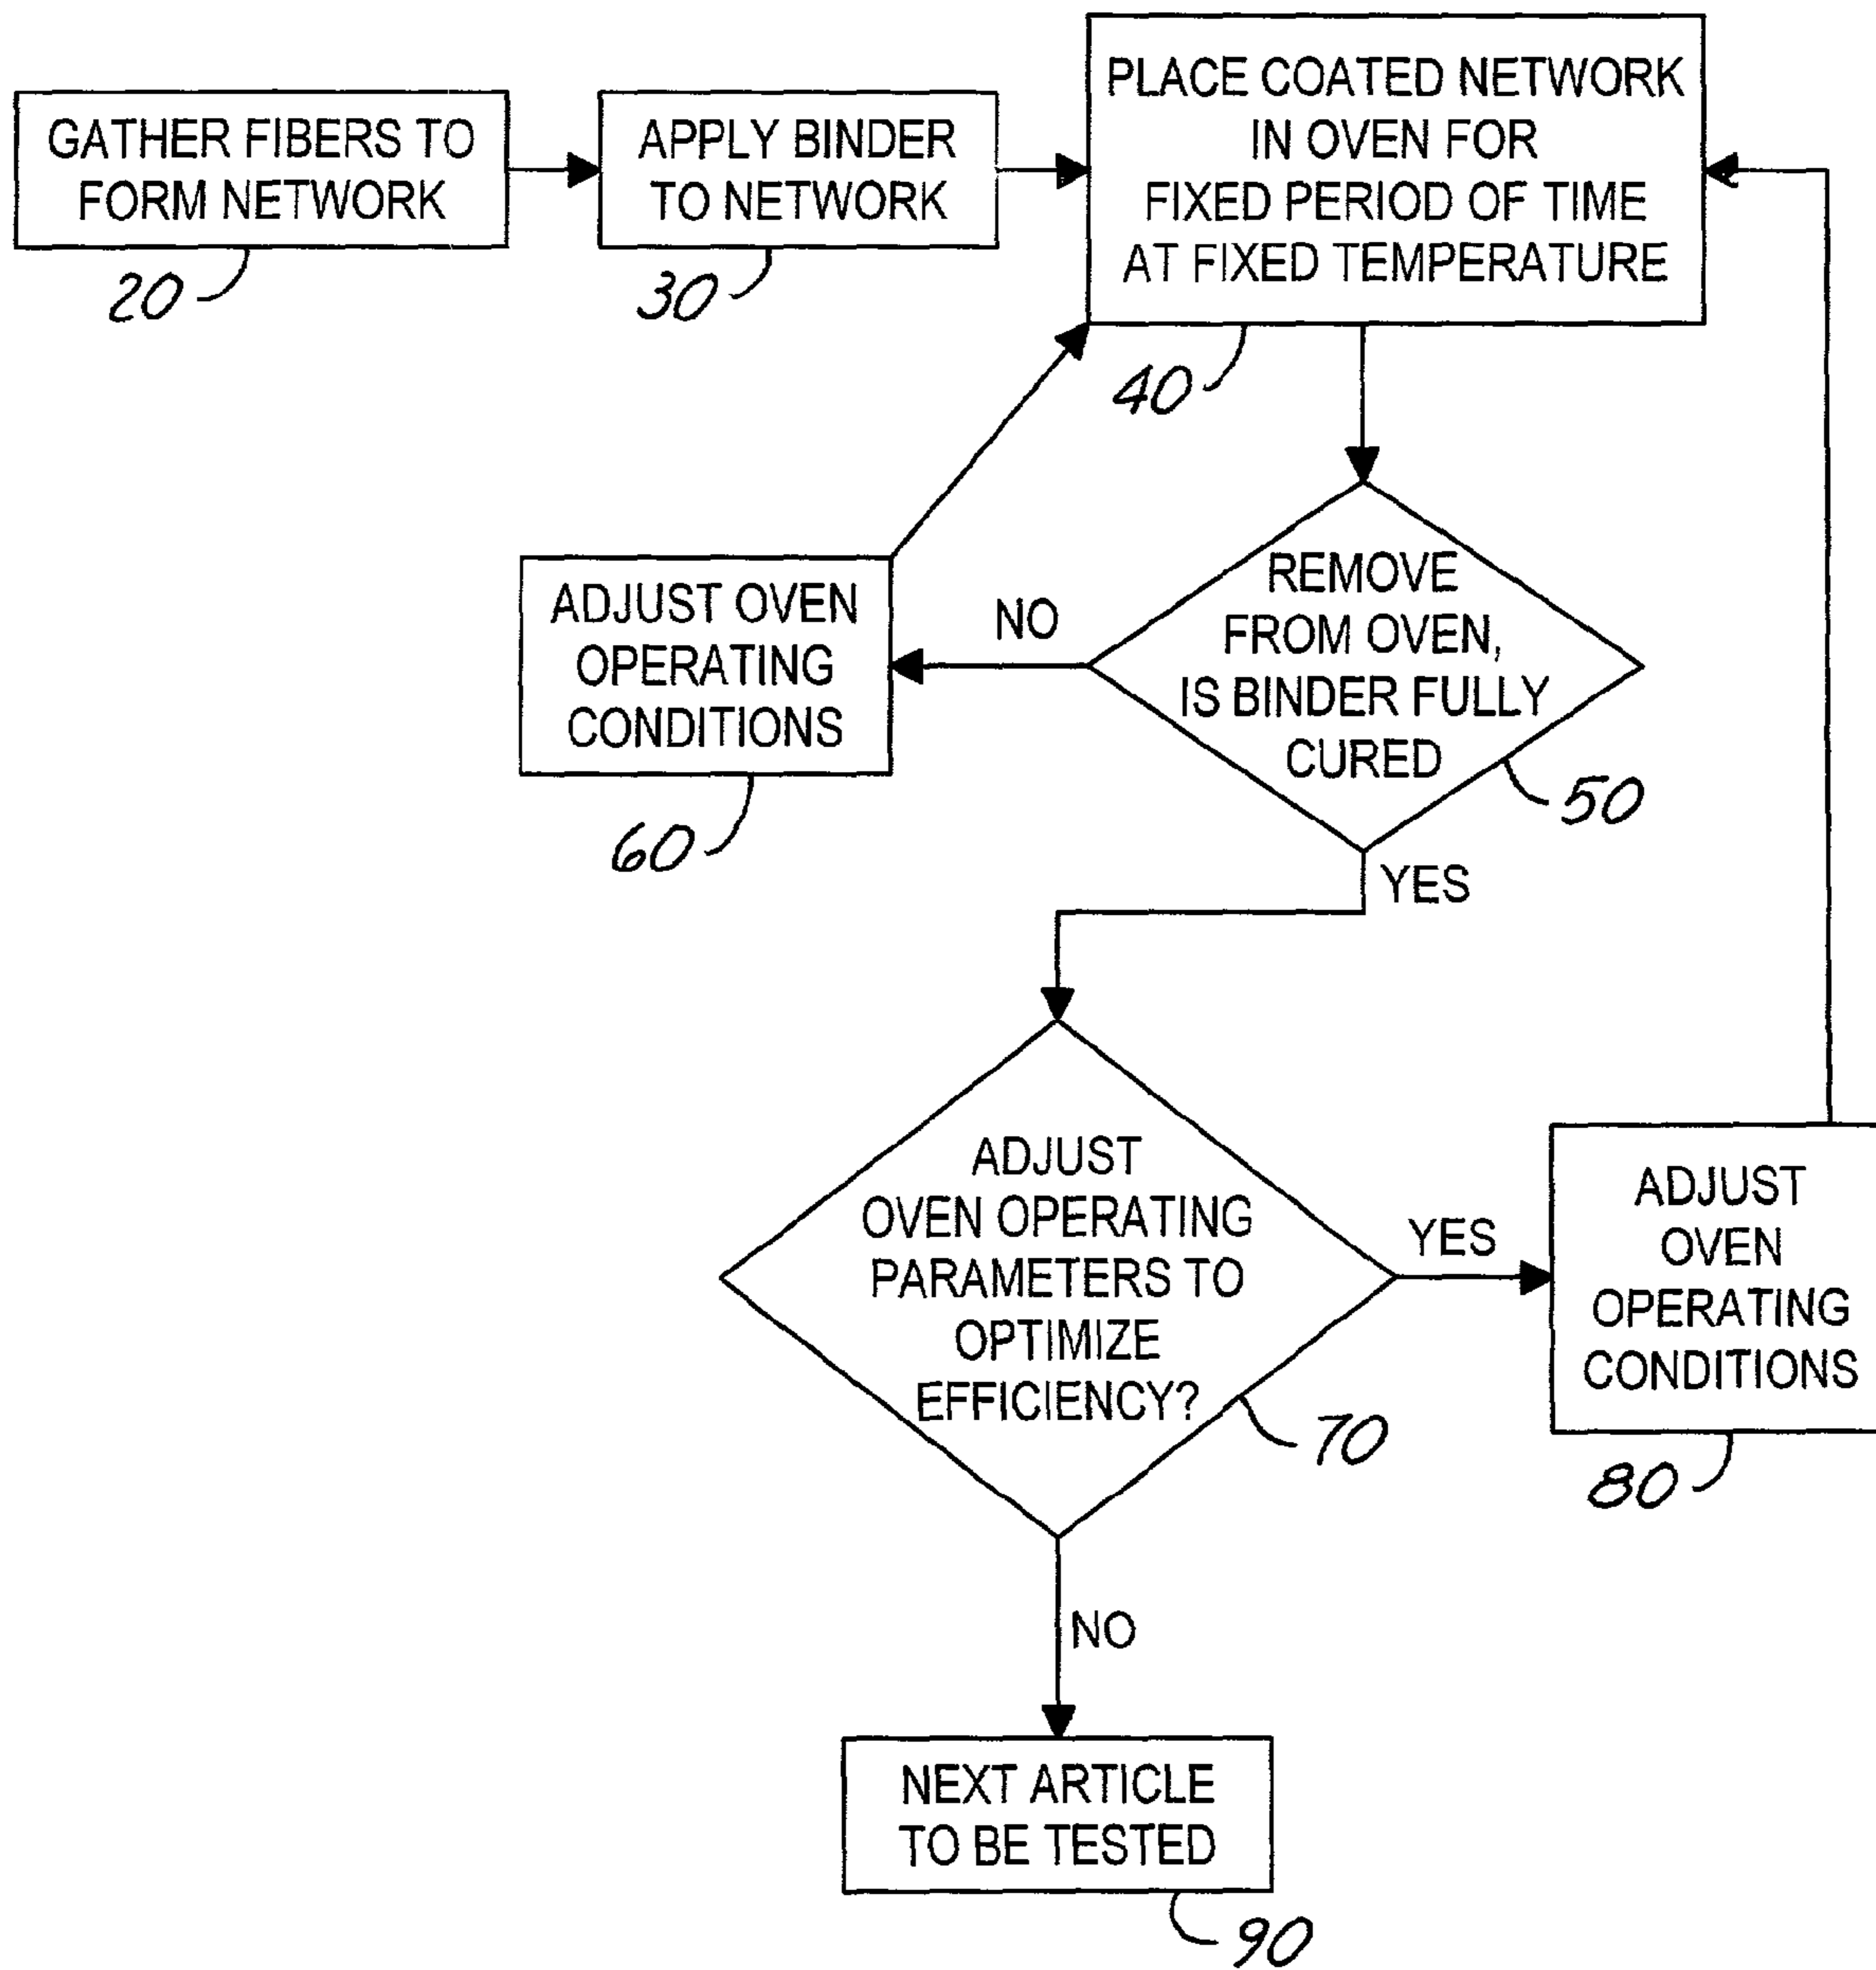 GATHER FIBERS TO
FORM NETWORK
20
APPLY BINDER
TO NETWORK
30
PLACE COATED NETWORK
IN OVEN FOR
FIXED PERIOD OF TIME
AT FIXED TEMPERATURE
40
REMOVE
FROM OVEN,
IS BINDER FULLY
CURED
50
NO
ADJUST OVEN
OPERATING
CONDITIONS
60
YES
ADJUST
OVEN OPERATING
PARAMETERS TO
OPTIMIZE
EFFICIENCY?
70
YES
ADJUST
OVEN
OPERATING
CONDITIONS
80
NO
NEXT ARTICLE
TO BE TESTED
90